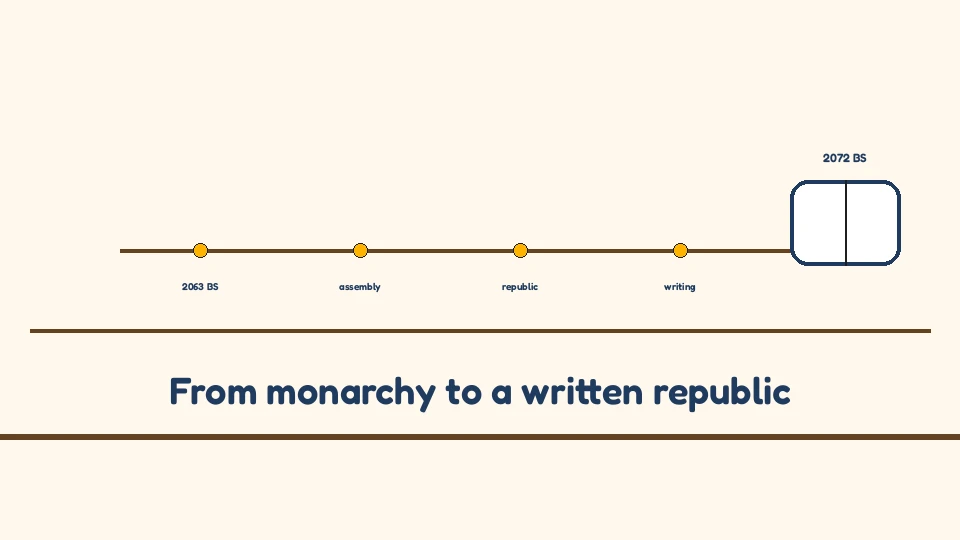 2072 BS
2063 BS
assembly
republic
writing
From monarchy to a written republic